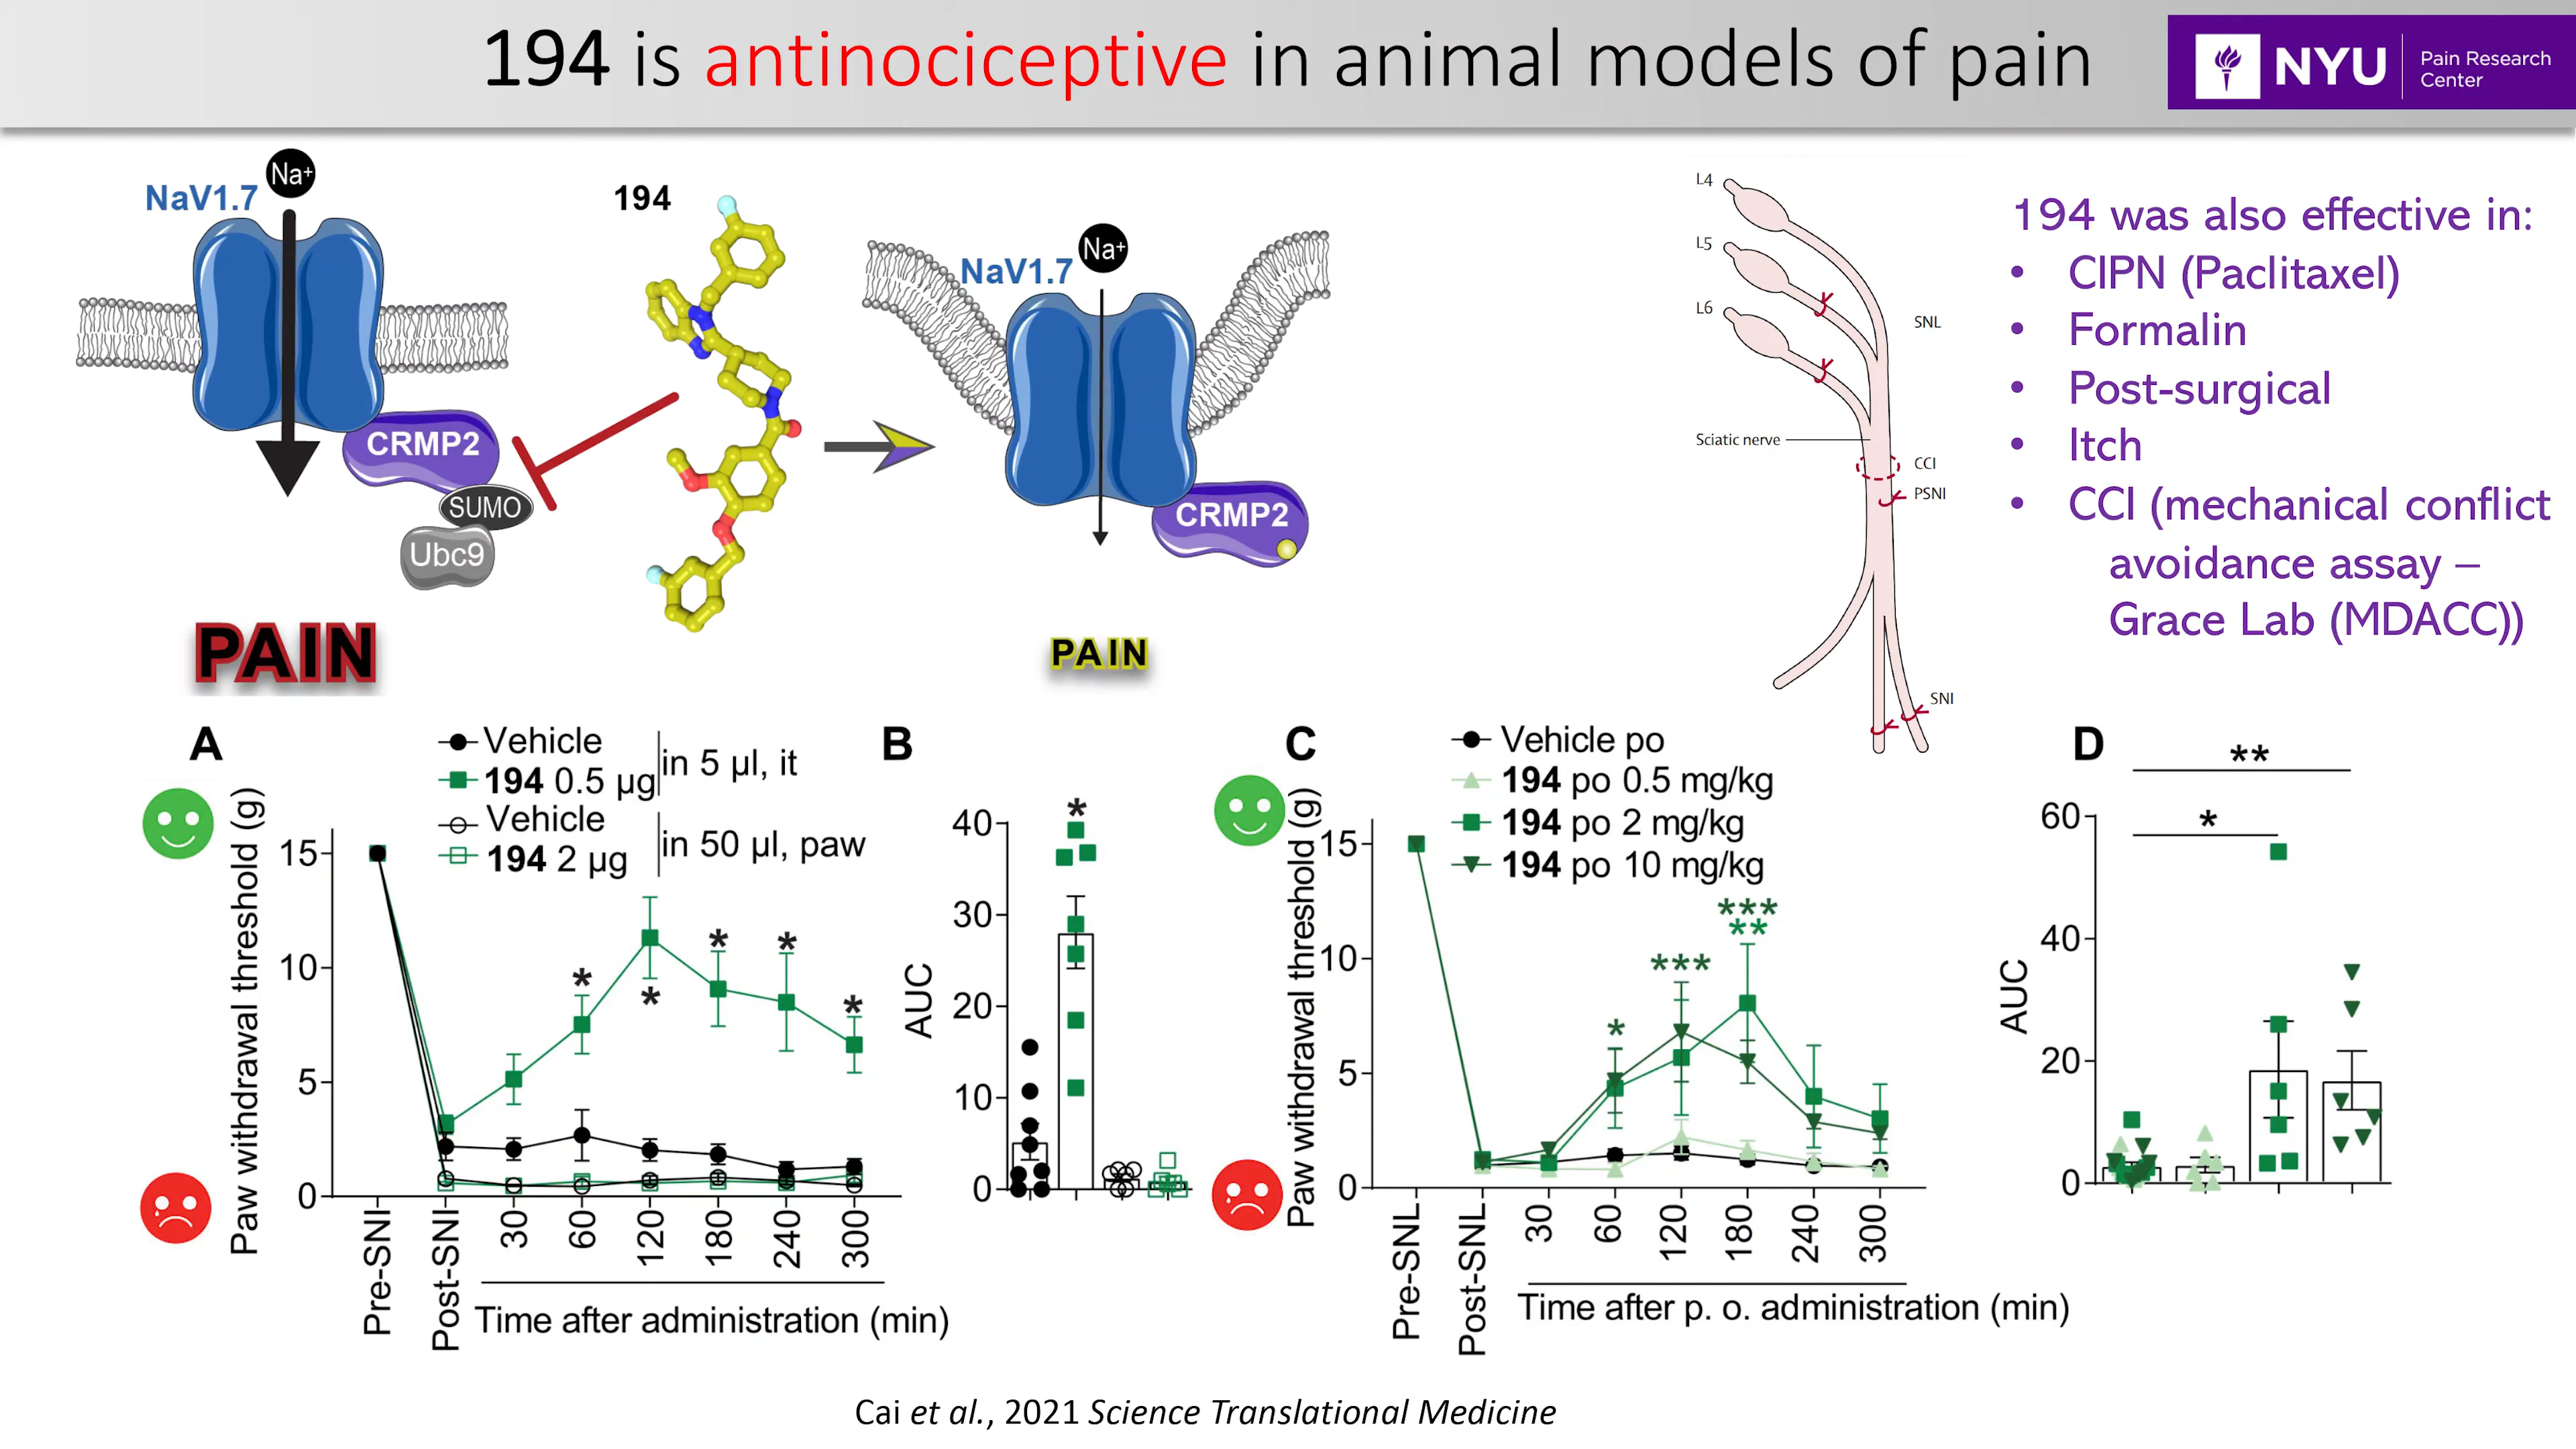 194 is antinociceptive in animal models of pain
NYU
Pain Research
Center
Na+
NaV1.7
CRMP2
SUMO
Ubc9
PAIN
194
Na+
NaV1.7
CRMP2
PAIN
L4
L5
L6
SNL
Sciatic nerve
CCI
PSNI
SNI
194 was also effective in:
• CIPN (Paclitaxel)
• Formalin
• Post-surgical
• Itch
• CCI (mechanical conflict
avoidance assay –
Grace Lab (MDACC))
A
Vehicle
194 0.5 µg
in 5 µl, it
Vehicle
194 2 µg
in 50 µl, paw
Paw withdrawal threshold (g)
15
10
5
0
*
*
*
*
*
Pre-SNI
Post-SNI
30
60
120
180
240
300
Time after administration (min)
B
AUC
40
30
20
10
0
*
C
Vehicle po
194 po 0.5 mg/kg
194 po 2 mg/kg
194 po 10 mg/kg
Paw withdrawal threshold (g)
15
10
5
0
*
***
***
**
Pre-SNL
Post-SNL
30
60
120
180
240
300
Time after p. o. administration (min)
D
**
*
AUC
60
40
20
0
Cai et al., 2021 Science Translational Medicine